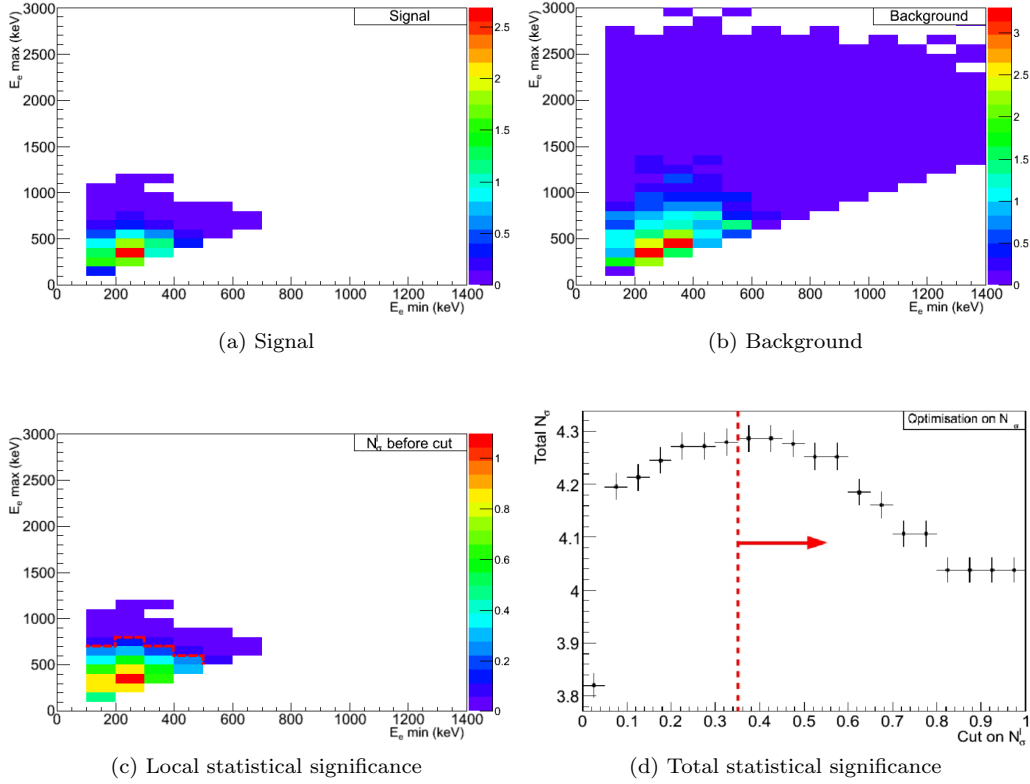 Signal
E_e max (keV)
3000
2500
2000
1500
1000
500
0
0 200 400 600 800 1000 1200 1400
E_e min (keV)
2.5
2
1.5
1
0.5
0
(a) Signal
Background
E_e max (keV)
3000
2500
2000
1500
1000
500
0
0 200 400 600 800 1000 1200 1400
E_e min (keV)
3
2.5
2
1.5
1
0.5
0
(b) Background
N_σ^l before cut
E_e max (keV)
3000
2500
2000
1500
1000
500
0
0 200 400 600 800 1000 1200 1400
E_e min (keV)
1
0.8
0.6
0.4
0.2
0
(c) Local statistical significance
Optimisation on N_σ
Total N_σ
4.3
4.2
4.1
4
3.9
3.8
0 0.1 0.2 0.3 0.4 0.5 0.6 0.7 0.8 0.9 1
Cut on N_σ^l
(d) Total statistical significance